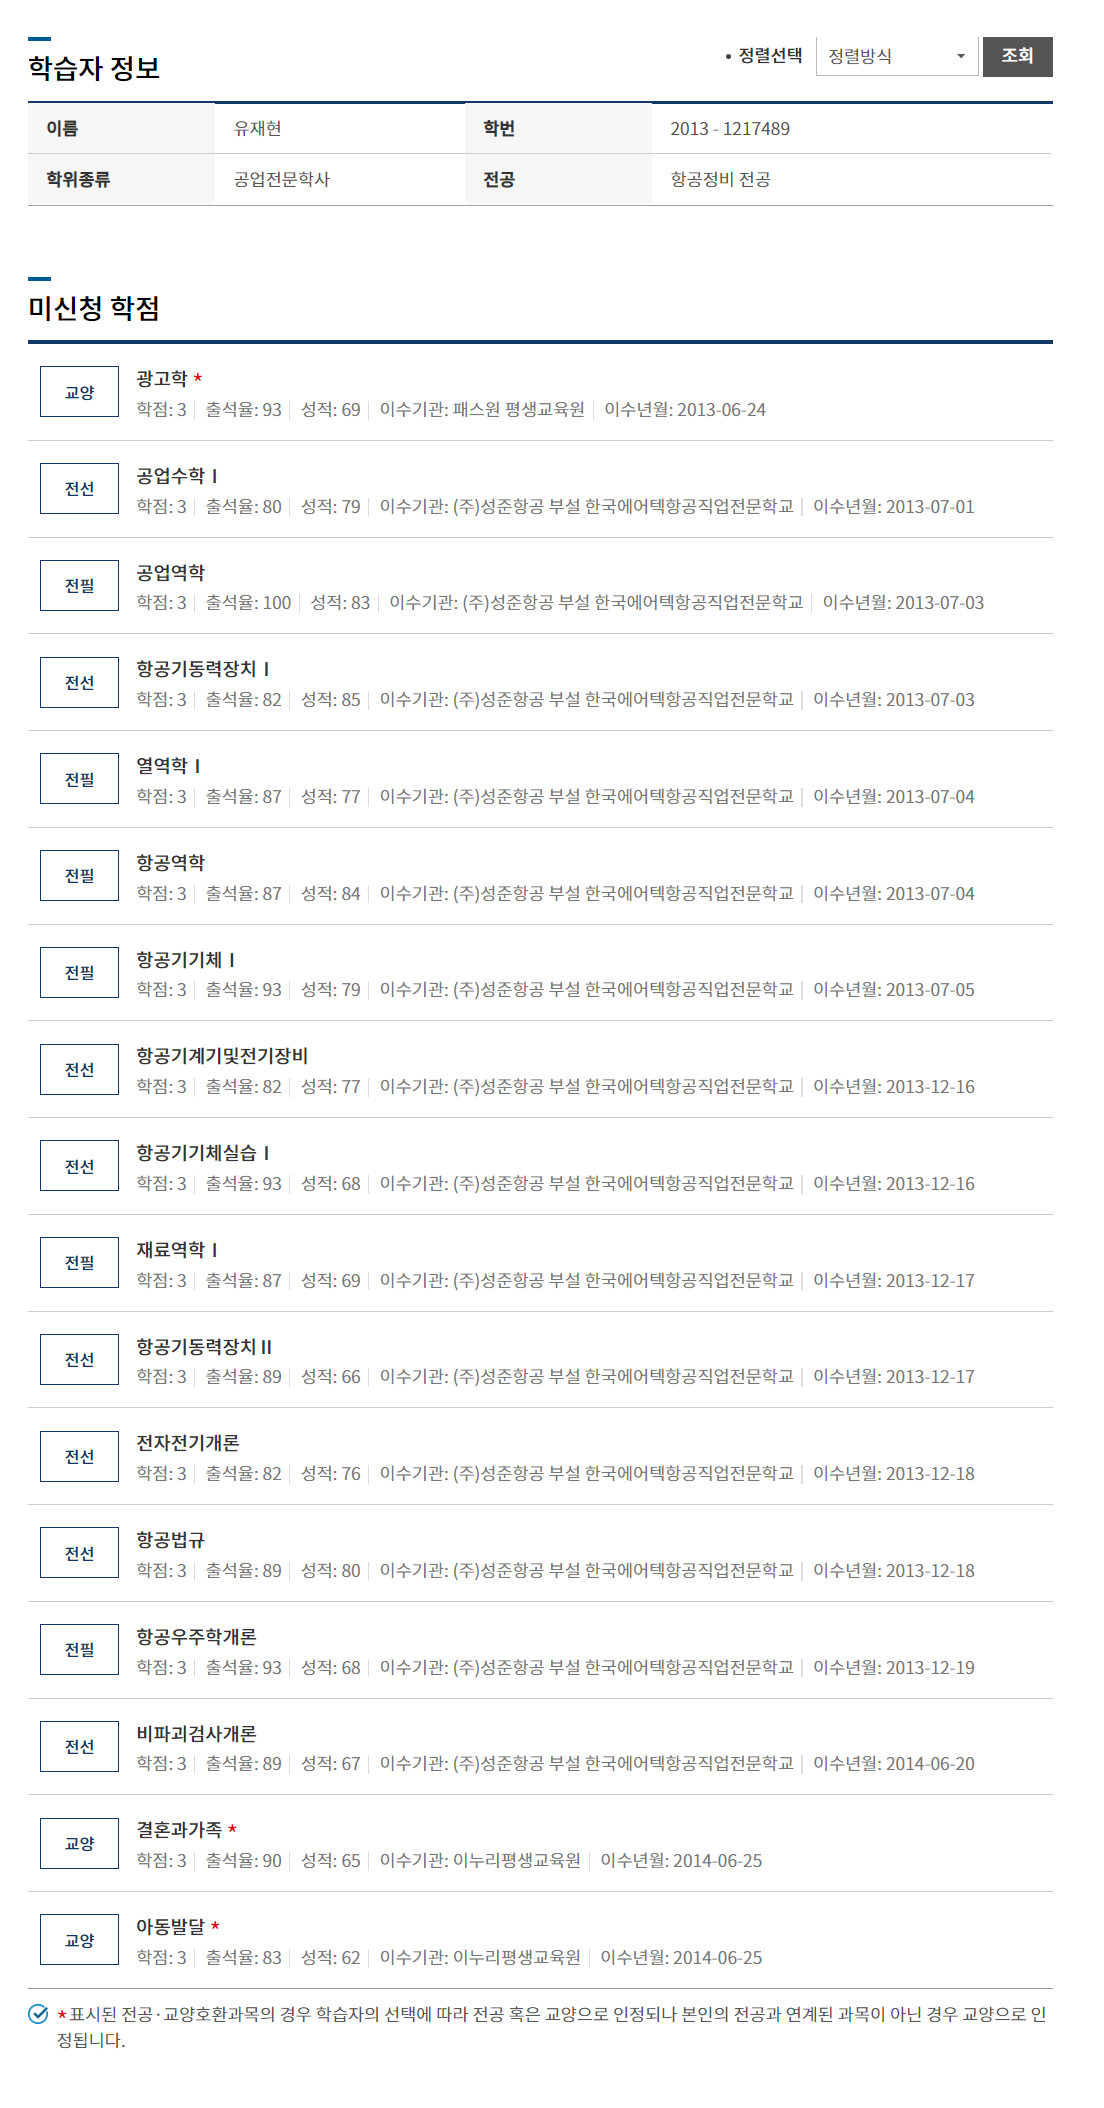 학습자 정보
• 정렬선택 정렬방식 조회
이름 유재현 학번 2013 - 1217489
학위종류 공업전문학사 전공 항공정비 전공
미신청 학점
교양 광고학 *
학점: 3 출석율: 93 성적: 69 이수기관: 패스원 평생교육원 이수년월: 2013-06-24
전선 공업수학Ⅰ
학점: 3 출석율: 80 성적: 79 이수기관: (주)성준항공 부설 한국에어텍항공직업전문학교 이수년월: 2013-07-01
전필 공업역학
학점: 3 출석율: 100 성적: 83 이수기관: (주)성준항공 부설 한국에어텍항공직업전문학교 이수년월: 2013-07-03
전선 항공기동력장치Ⅰ
학점: 3 출석율: 82 성적: 85 이수기관: (주)성준항공 부설 한국에어텍항공직업전문학교 이수년월: 2013-07-03
전필 열역학Ⅰ
학점: 3 출석율: 87 성적: 77 이수기관: (주)성준항공 부설 한국에어텍항공직업전문학교 이수년월: 2013-07-04
전필 항공역학
학점: 3 출석율: 87 성적: 84 이수기관: (주)성준항공 부설 한국에어텍항공직업전문학교 이수년월: 2013-07-04
전필 항공기기체Ⅰ
학점: 3 출석율: 93 성적: 79 이수기관: (주)성준항공 부설 한국에어텍항공직업전문학교 이수년월: 2013-07-05
전선 항공기계기및전기장비
학점: 3 출석율: 82 성적: 77 이수기관: (주)성준항공 부설 한국에어텍항공직업전문학교 이수년월: 2013-12-16
전선 항공기기체실습Ⅰ
학점: 3 출석율: 93 성적: 68 이수기관: (주)성준항공 부설 한국에어텍항공직업전문학교 이수년월: 2013-12-16
전필 재료역학Ⅰ
학점: 3 출석율: 87 성적: 69 이수기관: (주)성준항공 부설 한국에어텍항공직업전문학교 이수년월: 2013-12-17
전선 항공기동력장치Ⅱ
학점: 3 출석율: 89 성적: 66 이수기관: (주)성준항공 부설 한국에어텍항공직업전문학교 이수년월: 2013-12-17
전선 전자전기개론
학점: 3 출석율: 82 성적: 76 이수기관: (주)성준항공 부설 한국에어텍항공직업전문학교 이수년월: 2013-12-18
전선 항공법규
학점: 3 출석율: 89 성적: 80 이수기관: (주)성준항공 부설 한국에어텍항공직업전문학교 이수년월: 2013-12-18
전필 항공우주학개론
학점: 3 출석율: 93 성적: 68 이수기관: (주)성준항공 부설 한국에어텍항공직업전문학교 이수년월: 2013-12-19
전선 비파괴검사개론
학점: 3 출석율: 89 성적: 67 이수기관: (주)성준항공 부설 한국에어텍항공직업전문학교 이수년월: 2014-06-20
교양 결혼과가족 *
학점: 3 출석율: 90 성적: 65 이수기관: 이누리평생교육원 이수년월: 2014-06-25
교양 아동발달 *
학점: 3 출석율: 83 성적: 62 이수기관: 이누리평생교육원 이수년월: 2014-06-25
* 표시된 전공·교양호환과목의 경우 학습자의 선택에 따라 전공 혹은 교양으로 인정되나 본인의 전공과 연계된 과목이 아닌 경우 교양으로 인
정됩니다.